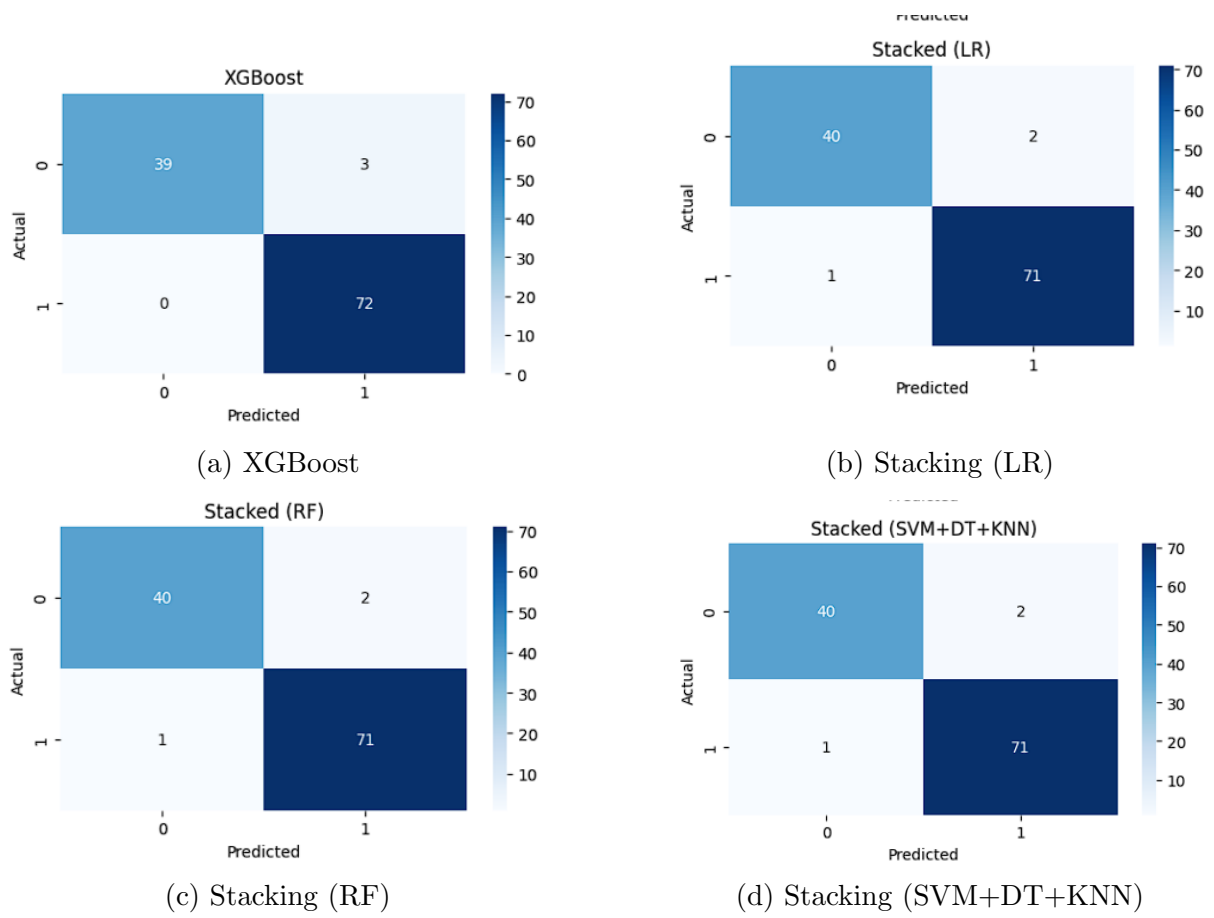 XGBoost
39 3
0 72
0
1
Actual
0 1
Predicted
70
60
50
40
30
20
10
0
(a) XGBoost
Predicted
Stacked (LR)
40 2
1 71
0
1
Actual
0 1
Predicted
70
60
50
40
30
20
10
(b) Stacking (LR)
Stacked (RF)
40 2
1 71
0
1
Actual
0 1
Predicted
70
60
50
40
30
20
10
(c) Stacking (RF)
Stacked (SVM+DT+KNN)
40 2
1 71
0
1
Actual
0 1
Predicted
70
60
50
40
30
20
10
(d) Stacking (SVM+DT+KNN)